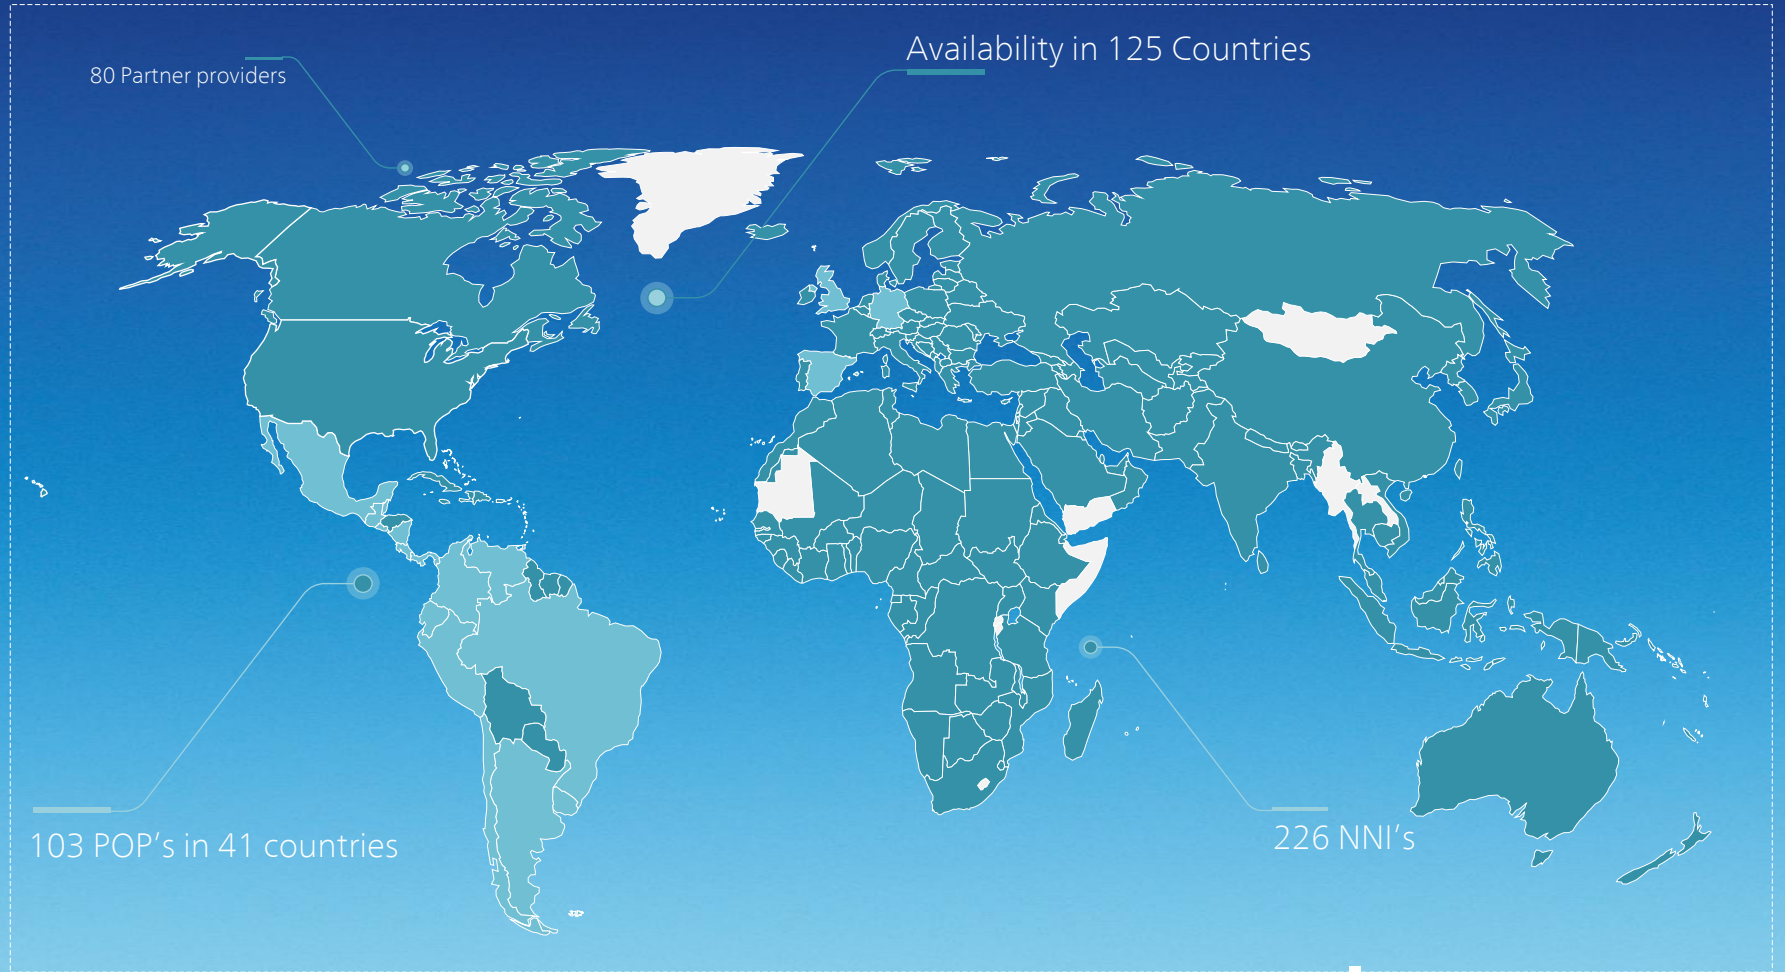 Availability in 125 Countries
80 Partner providers
103 POP's in 41 countries
226 NNI's